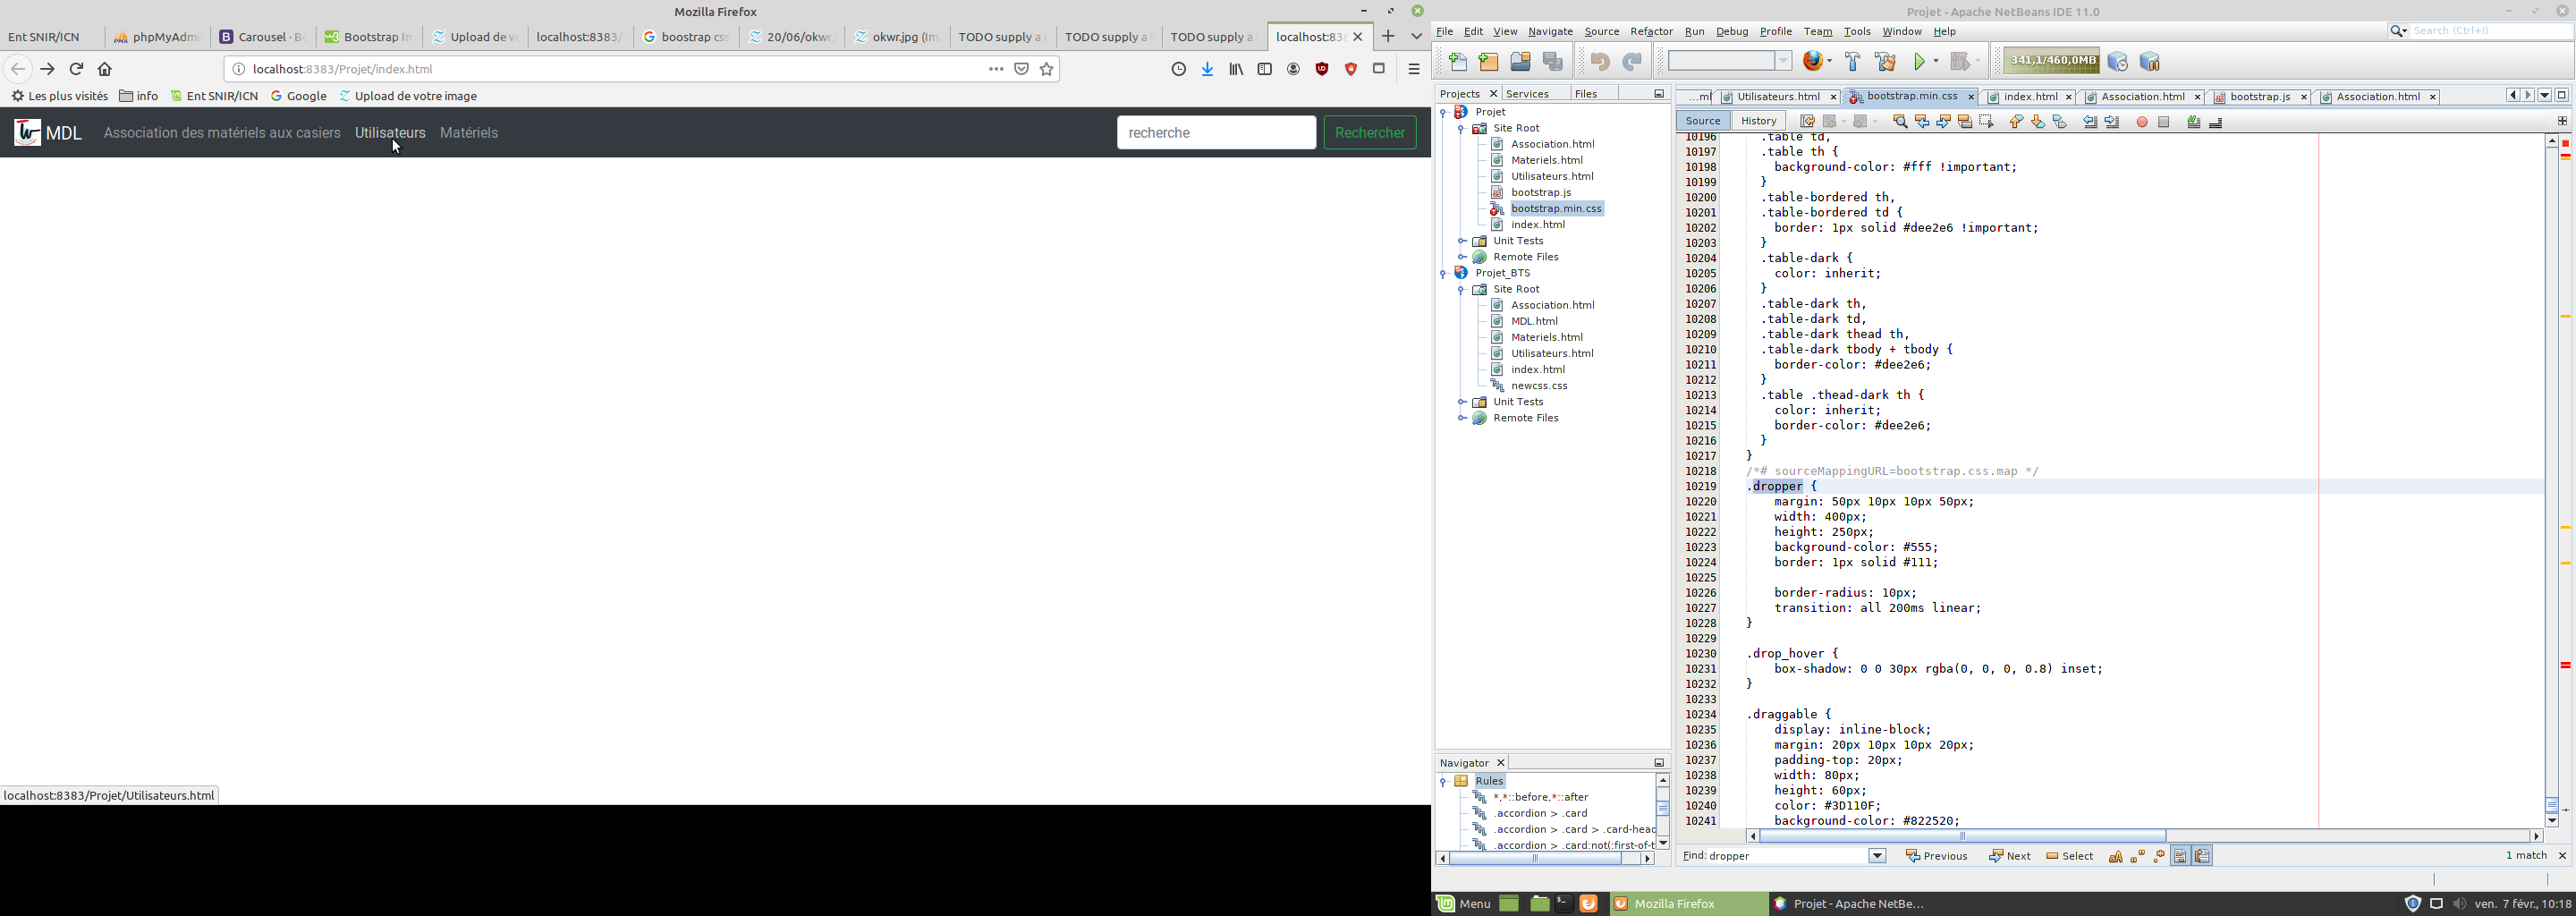 Mozilla Firefox
Ent SNIR/ICN
phpMyAdmi
Carousel · Bo
Bootstrap Im
Upload de vo
localhost:8383/
boostrap css
20/06/okwr.
okwr.jpg (Im
TODO supply a t
TODO supply a t
TODO supply a t
localhost:838
localhost:8383/Projet/index.html
Les plus visités
info
Ent SNIR/ICN
Google
Upload de votre image
MDL
Association des matériels aux casiers
Utilisateurs
Matériels
recherche
Rechercher
localhost:8383/Projet/Utilisateurs.html
Projet - Apache NetBeans IDE 11.0
File Edit View Navigate Source Refactor Run Debug Profile Team Tools Window Help
Search (Ctrl+I)
341,1/460,0MB
Projects
Services
Files
Projet
Site Root
Association.html
Materiels.html
Utilisateurs.html
bootstrap.js
bootstrap.min.css
index.html
Unit Tests
Remote Files
Projet_BTS
Site Root
Association.html
MDL.html
Materiels.html
Utilisateurs.html
index.html
newcss.css
Unit Tests
Remote Files
Navigator
Rules
*,*::before,*::after
.accordion > .card
.accordion > .card > .card-head
.accordion > .card:not(:first-of-t
...ml
Utilisateurs.html
bootstrap.min.css
index.html
Association.html
bootstrap.js
Association.html
Source
History
10196 .table td,
10197 .table th {
10198 background-color: #fff !important;
10199 }
10200 .table-bordered th,
10201 .table-bordered td {
10202 border: 1px solid #dee2e6 !important;
10203 }
10204 .table-dark {
10205 color: inherit;
10206 }
10207 .table-dark th,
10208 .table-dark td,
10209 .table-dark thead th,
10210 .table-dark tbody + tbody {
10211 border-color: #dee2e6;
10212 }
10213 .table .thead-dark th {
10214 color: inherit;
10215 border-color: #dee2e6;
10216 }
10217 }
10218 /*# sourceMappingURL=bootstrap.css.map */
10219 .dropper {
10220 margin: 50px 10px 10px 50px;
10221 width: 400px;
10222 height: 250px;
10223 background-color: #555;
10224 border: 1px solid #111;
10225
10226 border-radius: 10px;
10227 transition: all 200ms linear;
10228 }
10229
10230 .drop_hover {
10231 box-shadow: 0 0 30px rgba(0, 0, 0, 0.8) inset;
10232 }
10233
10234 .draggable {
10235 display: inline-block;
10236 margin: 20px 10px 10px 20px;
10237 padding-top: 20px;
10238 width: 80px;
10239 height: 60px;
10240 color: #3D110F;
10241 background-color: #822520;
Find: dropper
Previous
Next
Select
1 match
Menu
Mozilla Firefox
Projet - Apache NetBe...
ven. 7 févr., 10:18